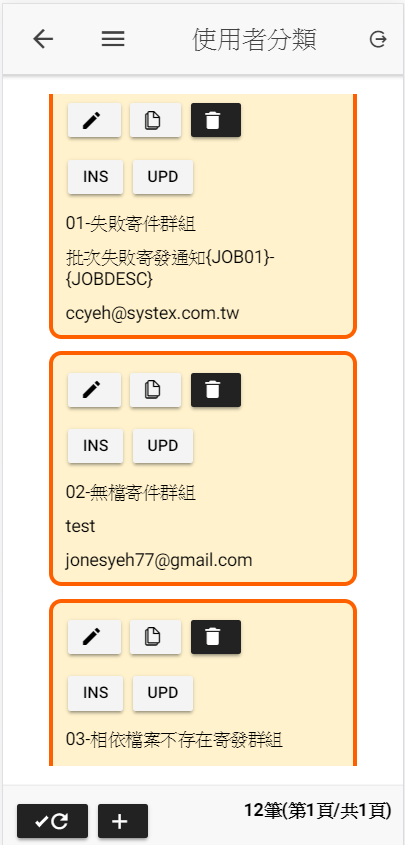 使用者分類
INS UPD
01-失敗寄件群組
批次失敗寄發通知{JOB01}-
{JOBDESC}
ccyeh@systex.com.tw
INS UPD
02-無檔寄件群組
test
jonesyeh77@gmail.com
INS UPD
03-相依檔案不存在寄發群組
12筆(第1頁/共1頁)